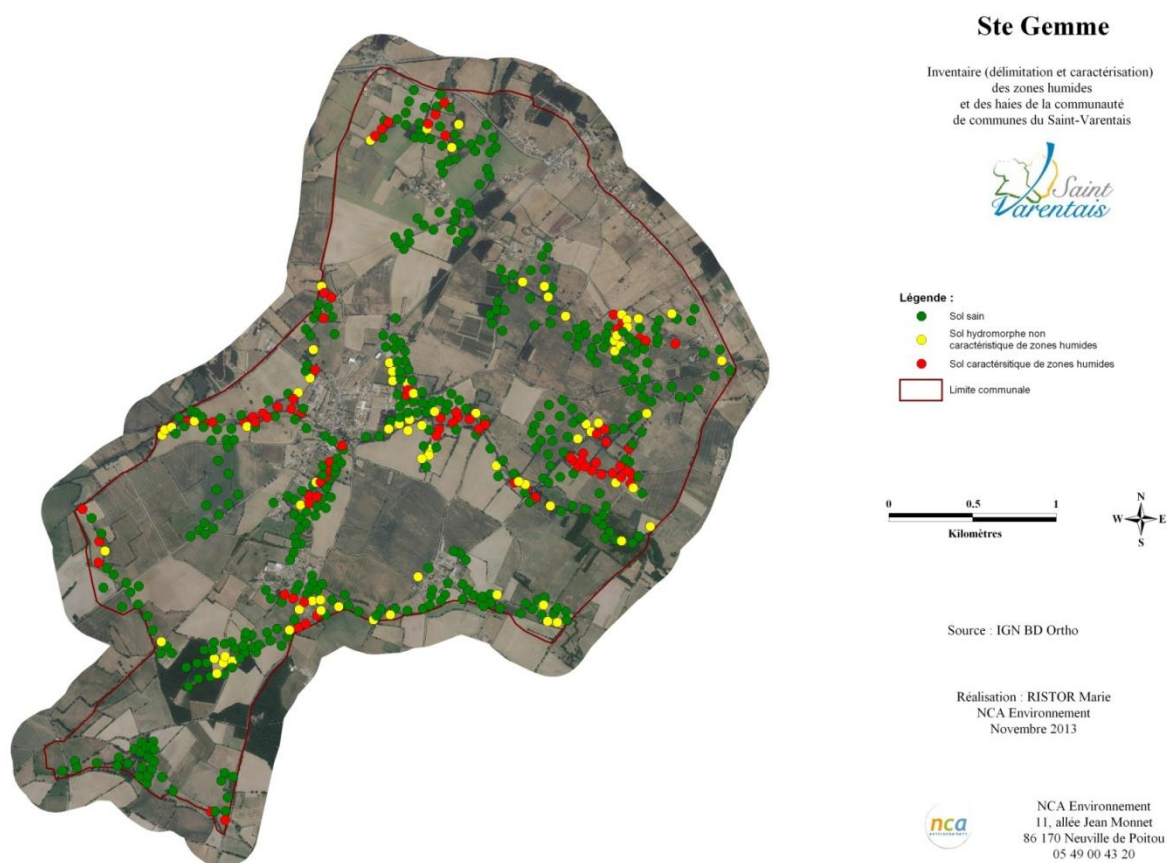 Ste Gemme
Inventaire (délimitation et caractérisation)
des zones humides
et des haies de la communauté
de communes du Saint-Varentais
Saint
Varentais
Légende :
Sol sain
Sol hydromorphe non
caractéristique de zones humides
Sol caractérsitique de zones humides
Limite communale
0 0.5 1
Kilomètres
N
W E
S
Source : IGN BD Ortho
Réalisation : RISTOR Marie
NCA Environnement
Novembre 2013
nca
environnement
NCA Environnement
11, allée Jean Monnet
86 170 Neuville de Poitou
05 49 00 43 20